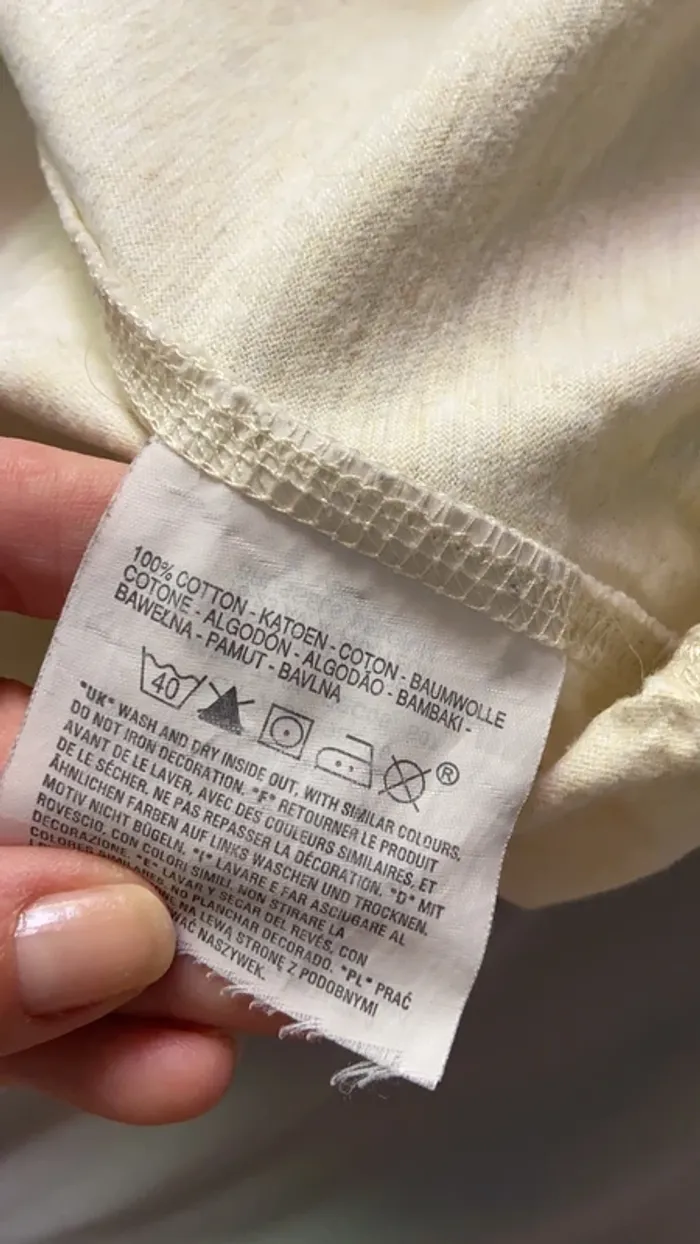 100% COTTON - KATOEN - COTON - BAUMWOLLE
COTONE - ALGODÓN - ALGODÃO - BAMBAKI -
BAWEŁNA - PAMUT - BAVLNA
40 ®
"UK" WASH AND DRY INSIDE OUT, WITH SIMILAR COLOURS.
DO NOT IRON DECORATION. "F" RETOURNER LE PRODUIT
AVANT DE LE LAVER, AVEC DES COULEURS SIMILAIRES, ET
DE LE SÉCHER. NE PAS REPASSER LA DÉCORATION. "D" MIT
ÄHNLICHEN FARBEN AUF LINKS WASCHEN UND TROCKNEN.
MOTIV NICHT BÜGELN. "I" LAVARE E FAR ASCIUGARE AL
ROVESCIO, CON COLORI SIMILI. NON STIRARE LA
DECORAZIONE. "E" LAVAR Y SECAR DEL REVÉS, CON
COLORES SIMILARES. NO PLANCHAR DECORADO. "PL" PRAĆ
NA LEWĄ STRONĘ Z PODOBNYMI
NASZYWEK.